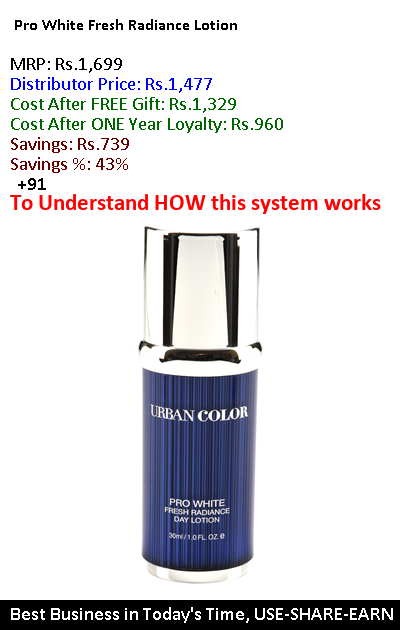 Pro White Fresh Radiance Lotion
MRP: Rs.1,699
Distributor Price: Rs.1,477
Cost After FREE Gift: Rs.1,329
Cost After ONE Year Loyalty: Rs.960
Savings: Rs.739
Savings %: 43%
+91
To Understand HOW this system works
URBAN COLOR
PRO WHITE
FRESH RADIANCE
DAY LOTION
30ml / 1.0 FL. OZ. e
Best Business in Today's Time, USE-SHARE-EARN